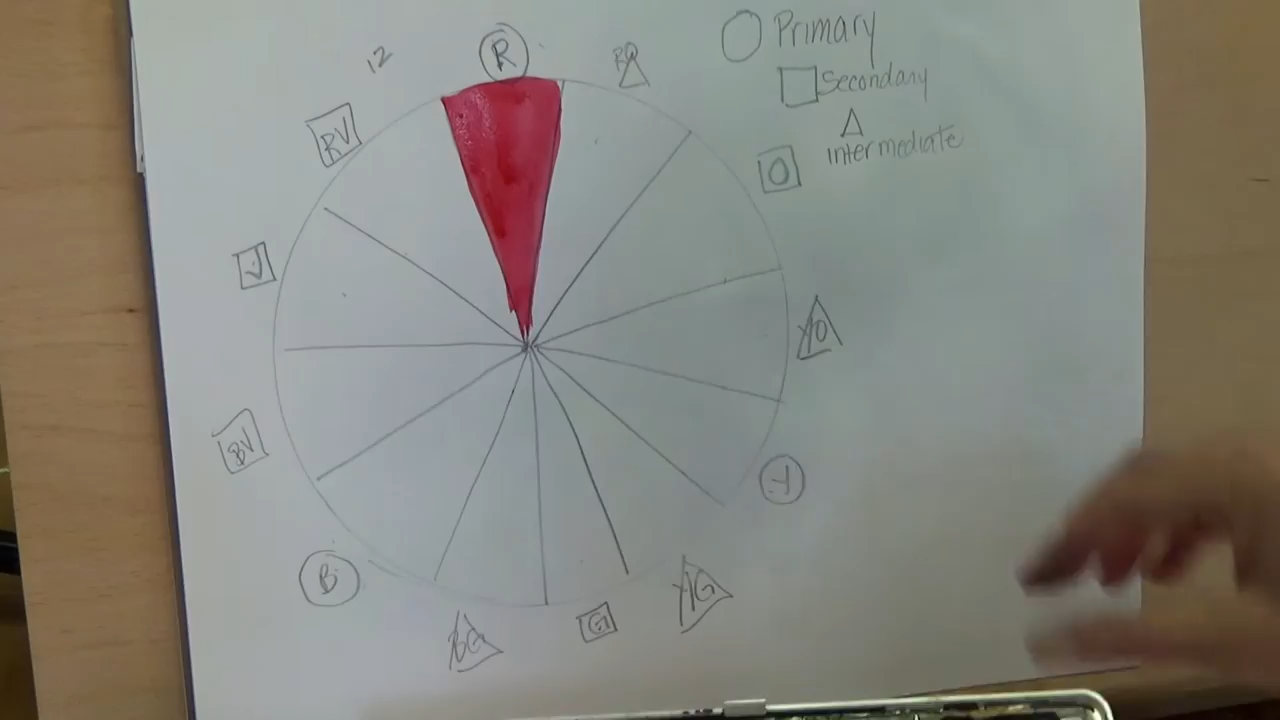 12
R
RO
Primary
Secondary
intermediate
RV
O
V
YO
BV
Y
B
YG
BG
G